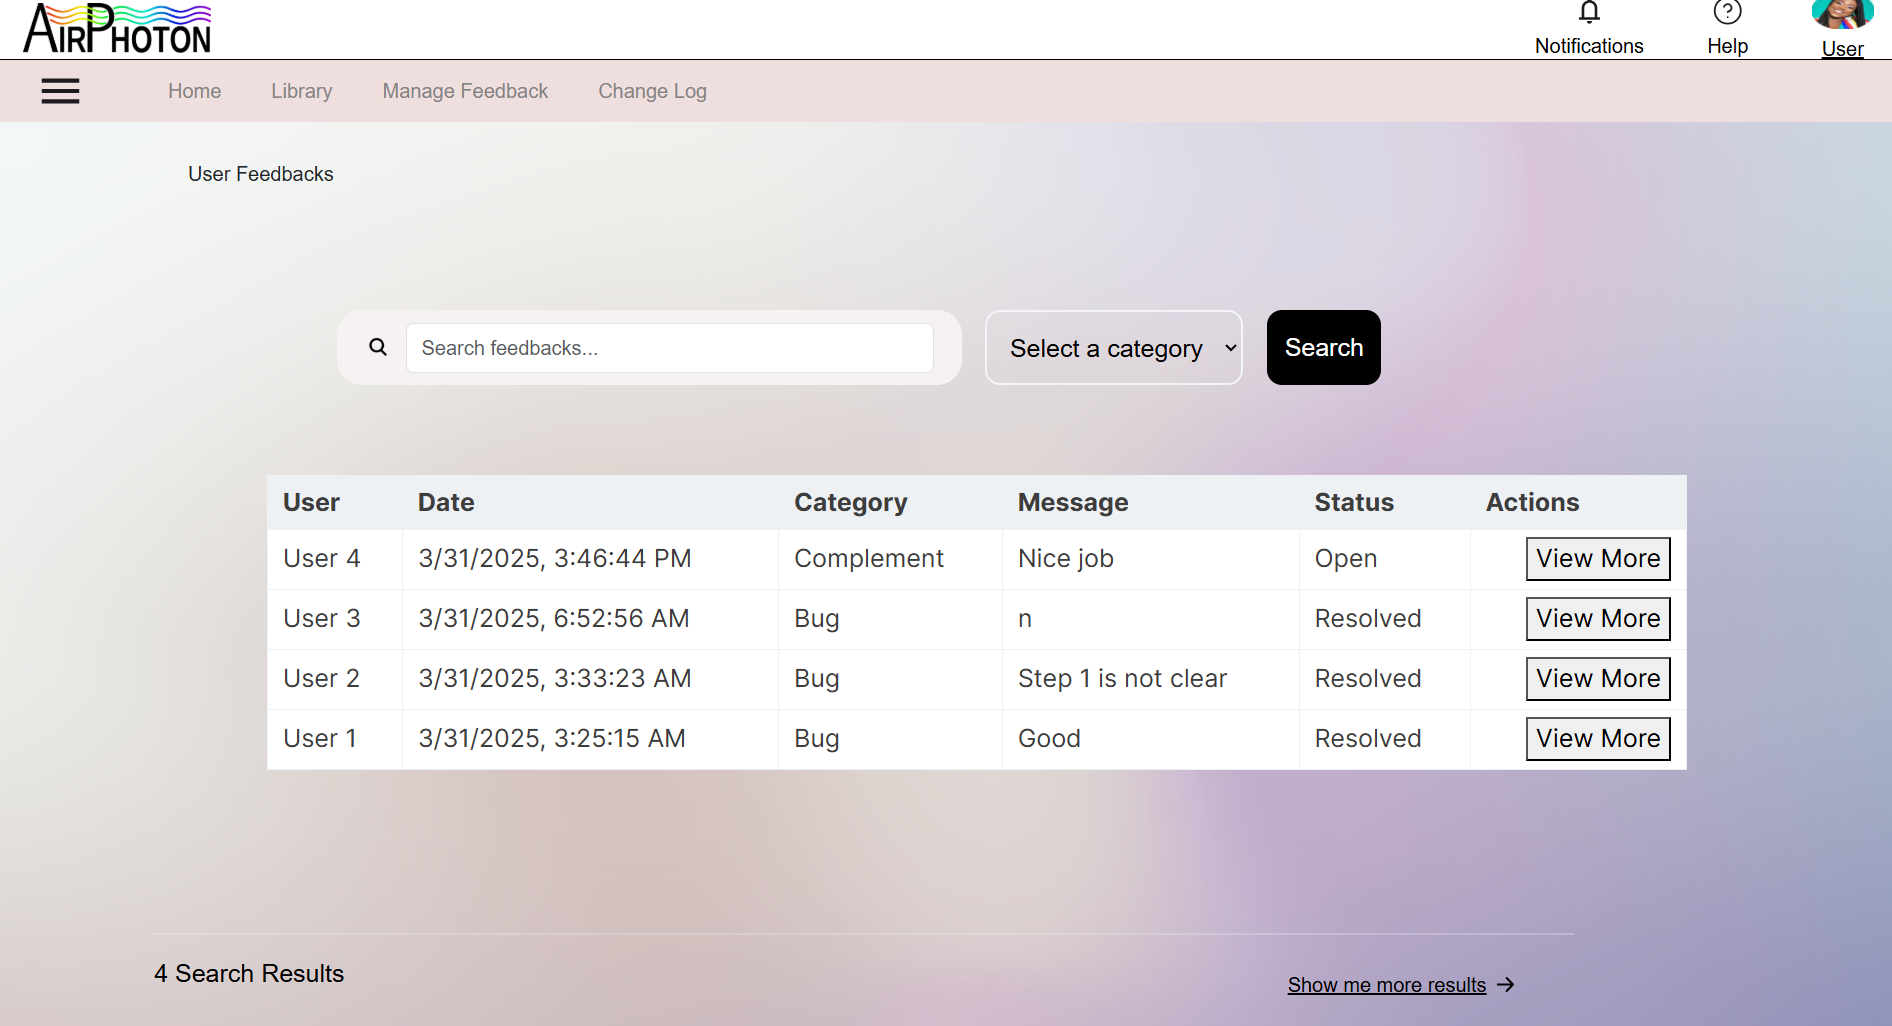 AIRPHOTON
Notifications
Help
User
Home Library Manage Feedback Change Log
User Feedbacks
Search feedbacks...
Select a category
Search
User Date Category Message Status Actions
User 4 3/31/2025, 3:46:44 PM Complement Nice job Open View More
User 3 3/31/2025, 6:52:56 AM Bug n Resolved View More
User 2 3/31/2025, 3:33:23 AM Bug Step 1 is not clear Resolved View More
User 1 3/31/2025, 3:25:15 AM Bug Good Resolved View More
4 Search Results
Show me more results →